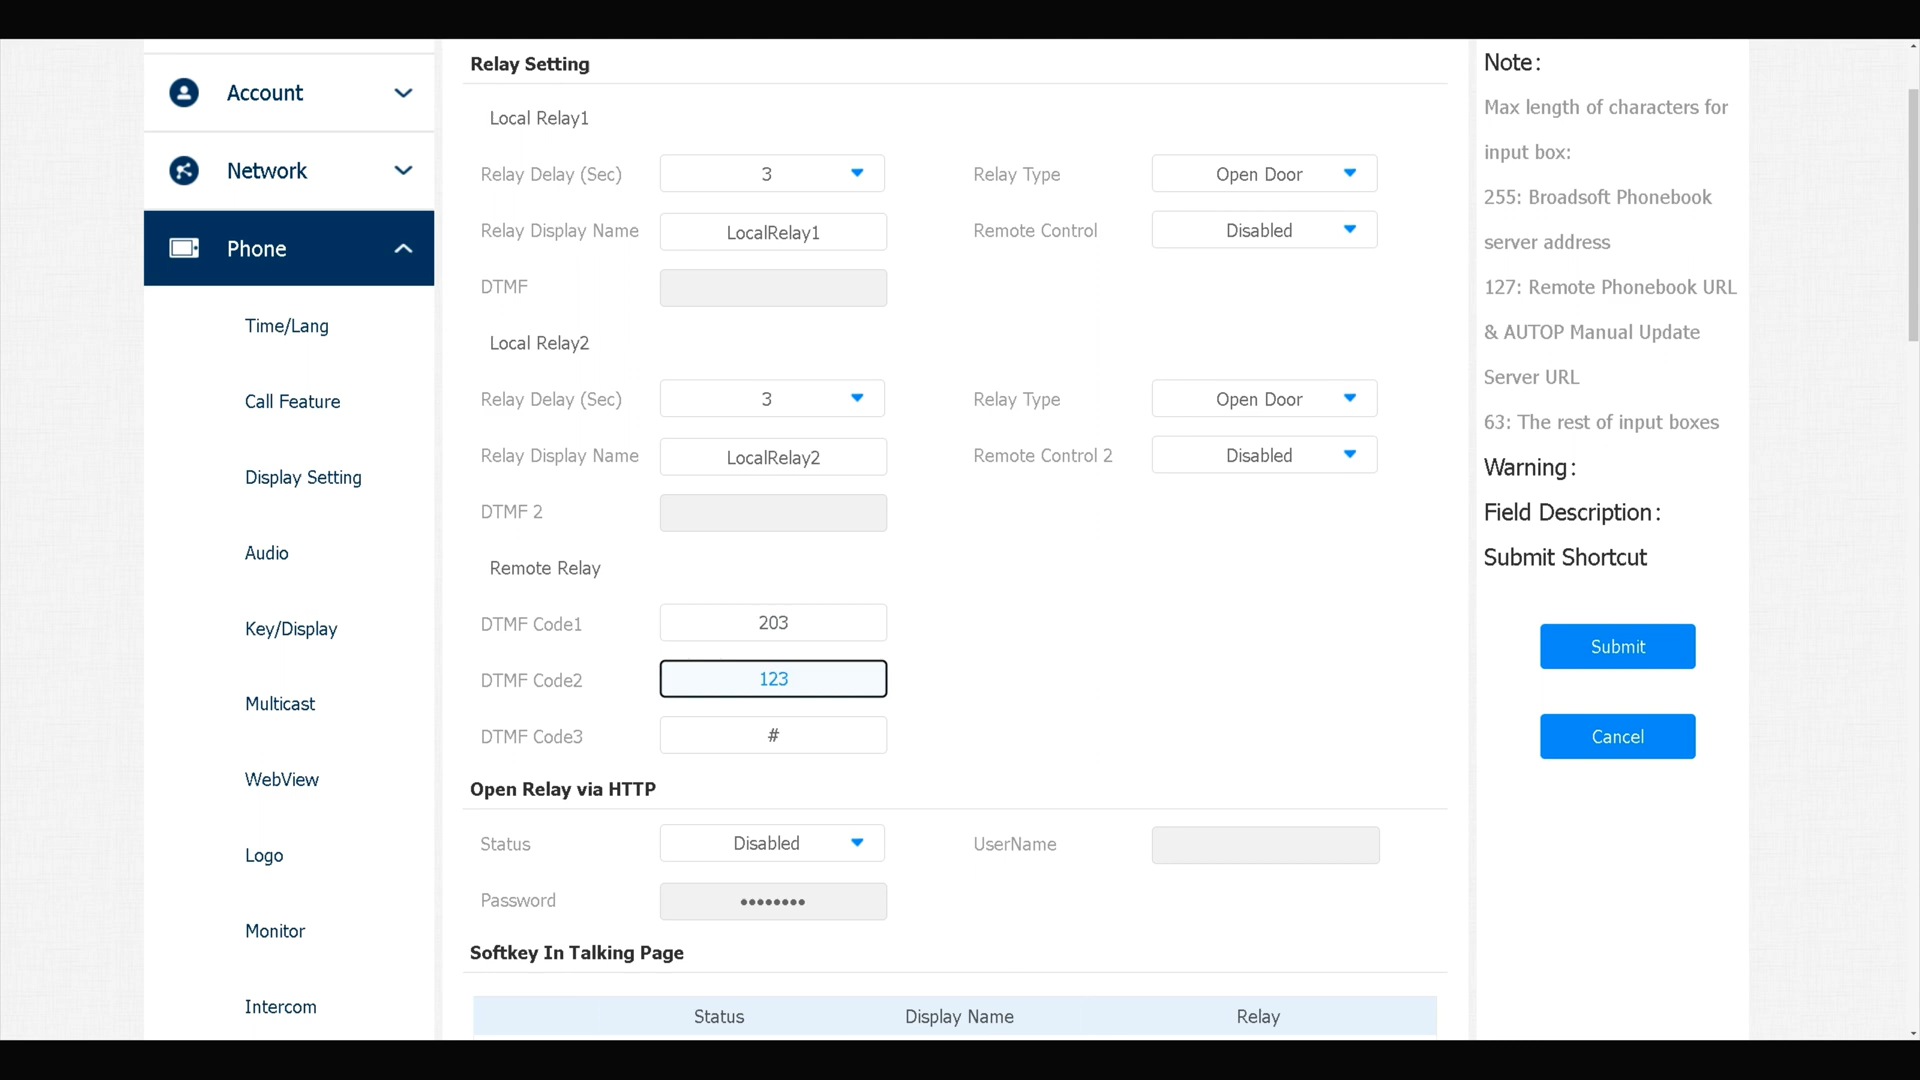 Account
Network
Phone
Time/Lang
Call Feature
Display Setting
Audio
Key/Display
Multicast
WebView
Logo
Monitor
Intercom
Relay Setting
Local Relay1
Relay Delay (Sec) 3 Relay Type Open Door
Relay Display Name LocalRelay1 Remote Control Disabled
DTMF
Local Relay2
Relay Delay (Sec) 3 Relay Type Open Door
Relay Display Name LocalRelay2 Remote Control 2 Disabled
DTMF 2
Remote Relay
DTMF Code1 203
DTMF Code2 123
DTMF Code3 #
Open Relay via HTTP
Status Disabled UserName
Password ••••••••
Softkey In Talking Page
Status Display Name Relay
Note:
Max length of characters for
input box:
255: Broadsoft Phonebook
server address
127: Remote Phonebook URL
& AUTOP Manual Update
Server URL
63: The rest of input boxes
Warning:
Field Description:
Submit Shortcut
Submit
Cancel